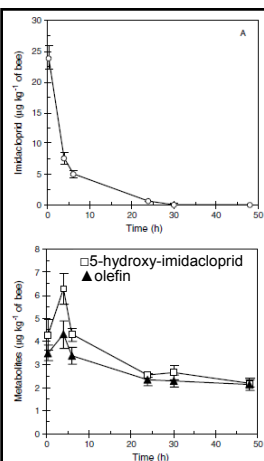 A
Imidacloprid (µg kg⁻¹ of bee)
30
25
20
15
10
5
0
0 10 20 30 40 50
Time (h)
□5-hydroxy-imidacloprid
▲olefin
Metabolites (µg kg⁻¹ of bee)
8
7
6
5
4
3
2
1
0
0 10 20 30 40 50
Time (h)